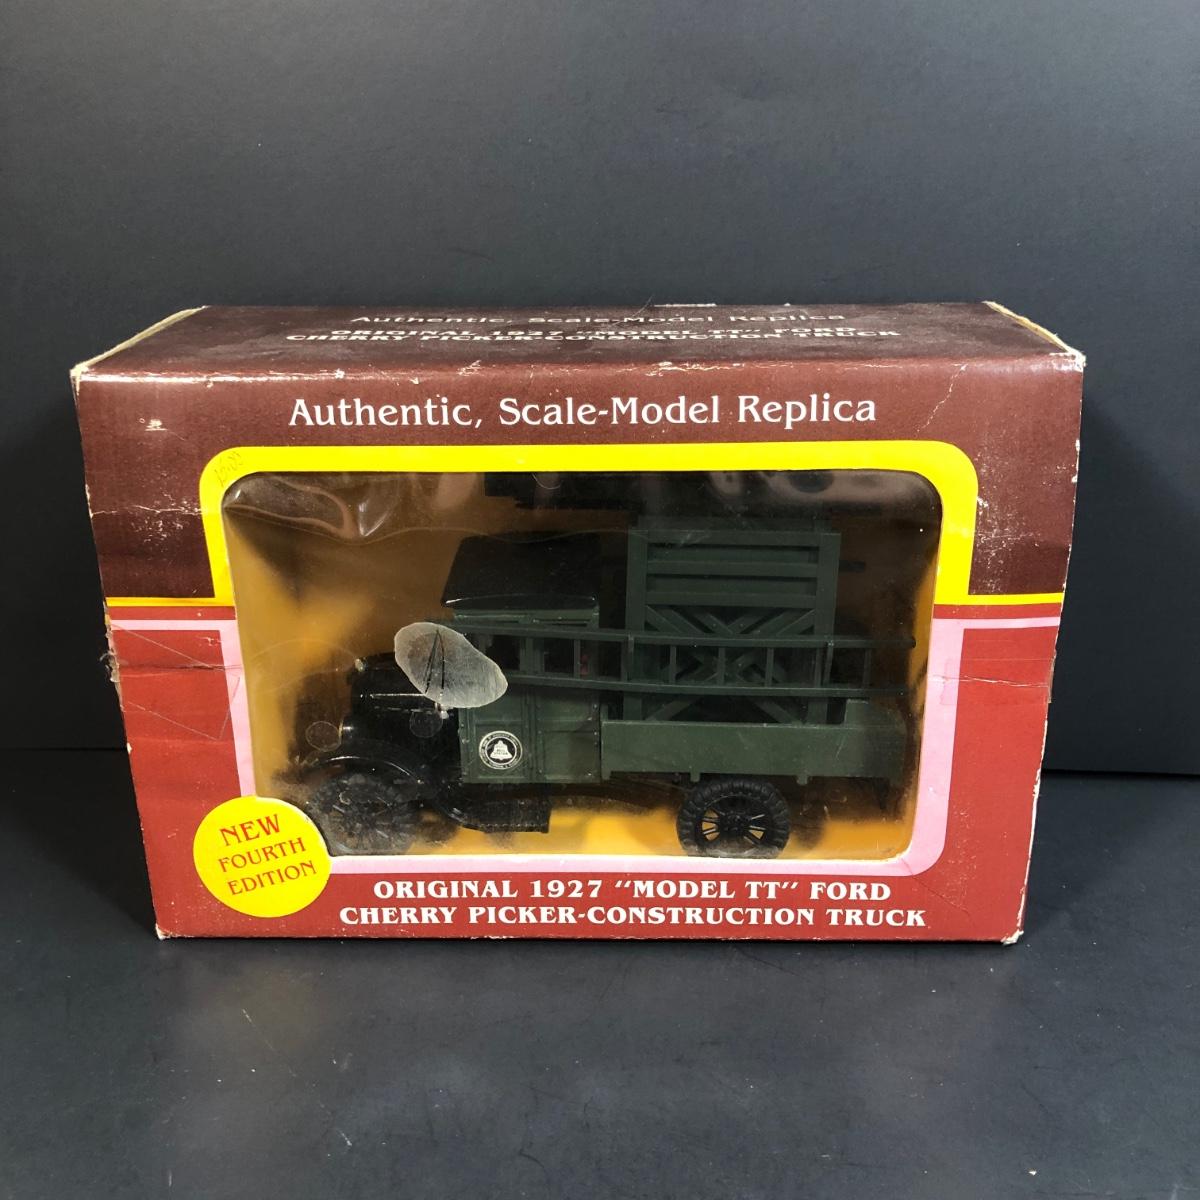 Authentic, Scale-Model Replica
ORIGINAL 1927 "MODEL TT" FORD
CHERRY PICKER-CONSTRUCTION TRUCK
Authentic, Scale-Model Replica
NEW
FOURTH
EDITION
ORIGINAL 1927 "MODEL TT" FORD
CHERRY PICKER-CONSTRUCTION TRUCK